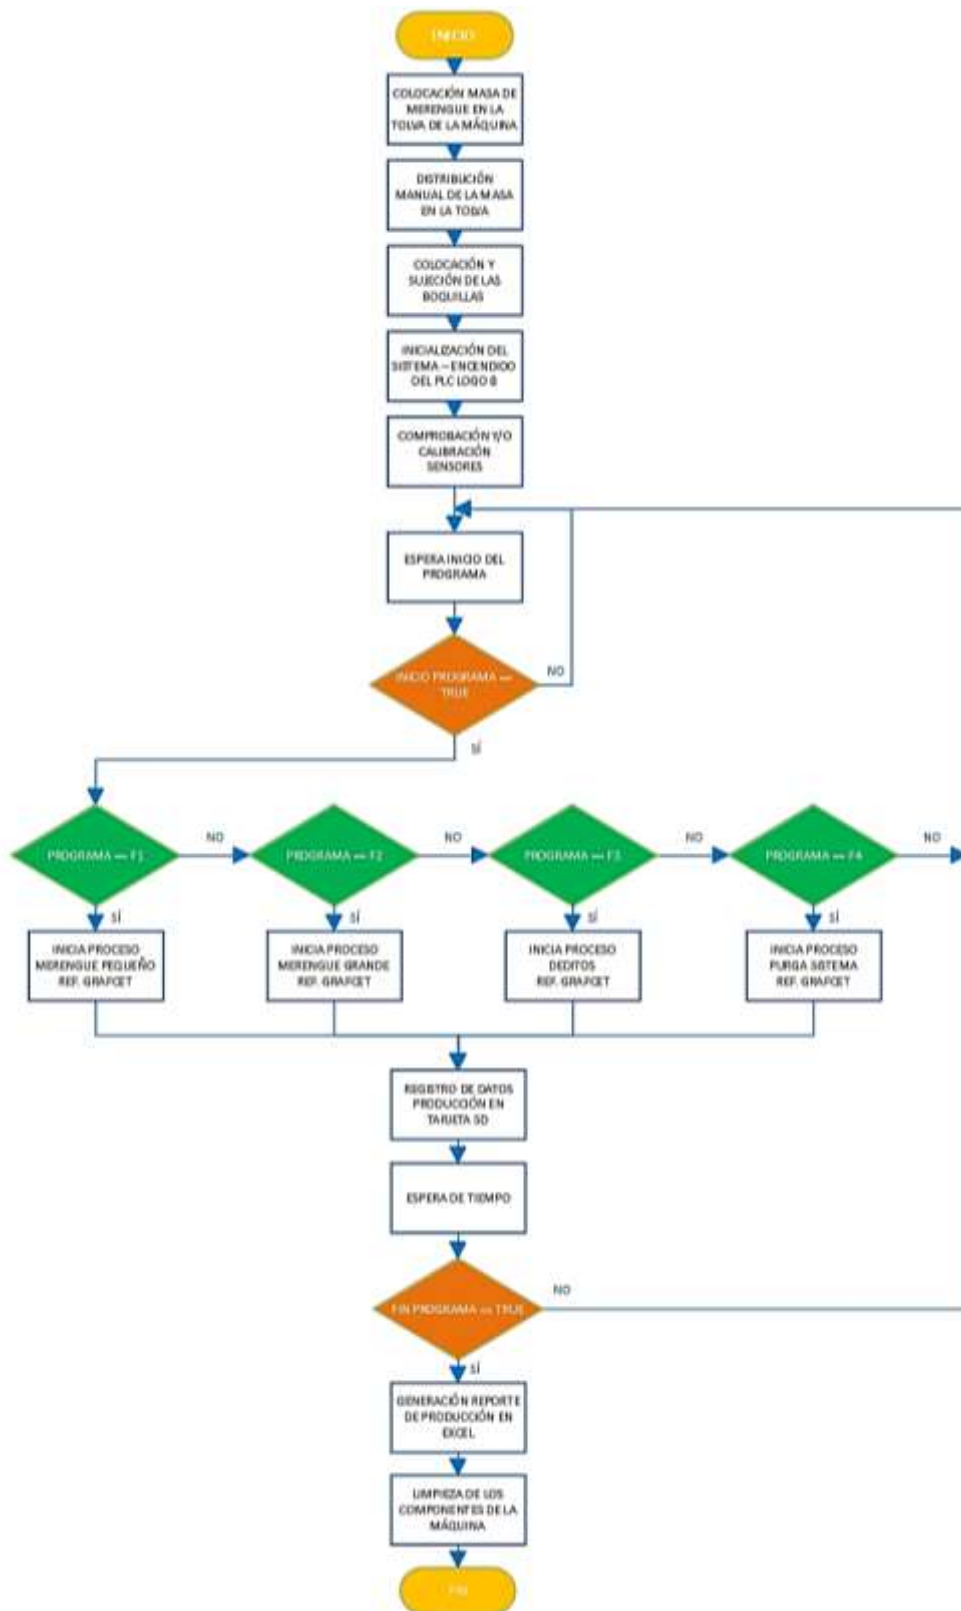 INICIO
COLOCACIÓN MASA DE
MERENGUE EN LA
TOLVA DE LA MÁQUINA
DISTRIBUCIÓN
MANUAL DE LA MASA
EN LA TOLVA
COLOCACIÓN Y
SUJECIÓN DE LAS
BOQUILLAS
INICIALIZACIÓN DEL
SISTEMA – ENCENDIDO
DEL PLC LOGO 8
COMPROBACIÓN Y/O
CALIBRACIÓN
SENSORES
ESPERA INICIO DEL
PROGRAMA
INICIO PROGRAMA ==
TRUE
NO
SÍ
PROGRAMA == F1
NO
PROGRAMA == F2
NO
PROGRAMA == F3
NO
PROGRAMA == F4
NO
SÍ
SÍ
SÍ
SÍ
INICIA PROCESO
MERENGUE PEQUEÑO
REF. GRAFCET
INICIA PROCESO
MERENGUE GRANDE
REF. GRAFCET
INICIA PROCESO
DEDITOS
REF. GRAFCET
INICIA PROCESO
PURGA SISTEMA
REF. GRAFCET
REGISTRO DE DATOS
PRODUCCIÓN EN
TARJETA SD
ESPERA DE TIEMPO
FIN PROGRAMA == TRUE
NO
SÍ
GENERACIÓN REPORTE
DE PRODUCCIÓN EN
EXCEL
LIMPIEZA DE LOS
COMPONENTES DE LA
MÁQUINA
FIN